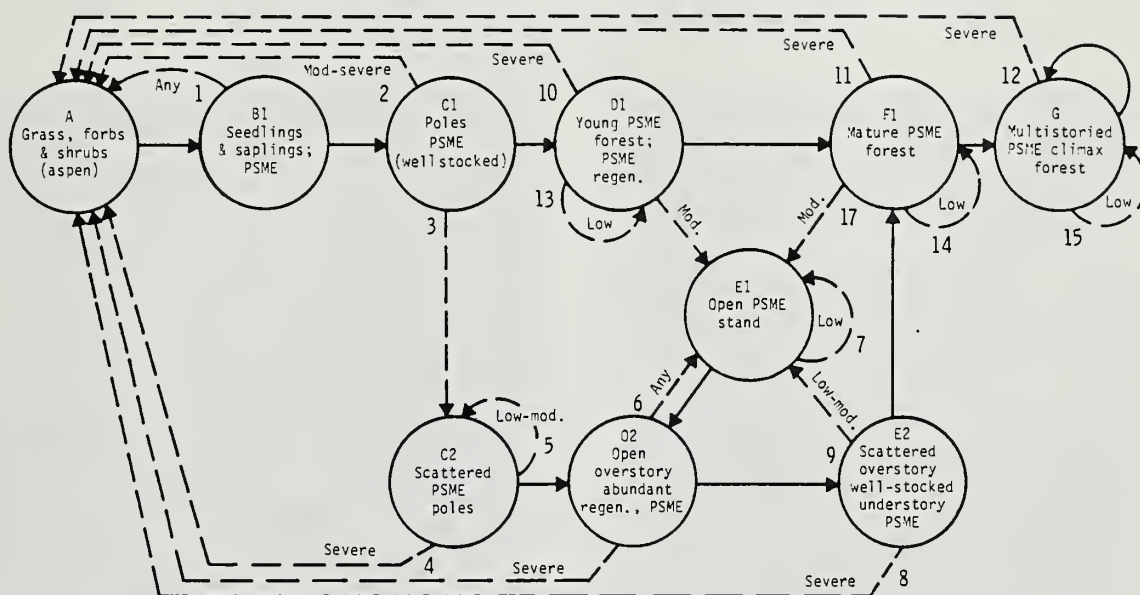 Severe
Severe
Severe
Mod-severe
Any
1
2
10
11
12
A
Grass, forbs
& shrubs
(aspen)
B1
Seedlings
& saplings;
PSME
C1
Poles
PSME
(wellstocked)
D1
Young PSME
forest;
PSME
regen.
F1
Mature PSME
forest
G
Multistoried
PSME climax
forest
3
13
Low
Mod.
Mod.
17
Low
14
Low
15
E1
Open PSME
stand
Low
7
Any
6
Low-mod.
9
Low-mod.
5
C2
Scattered
PSME
poles
O2
Open
overstory
abundant
regen., PSME
E2
Scattered
overstory
well-stocked
understory
PSME
Severe
4
Severe
Severe
8